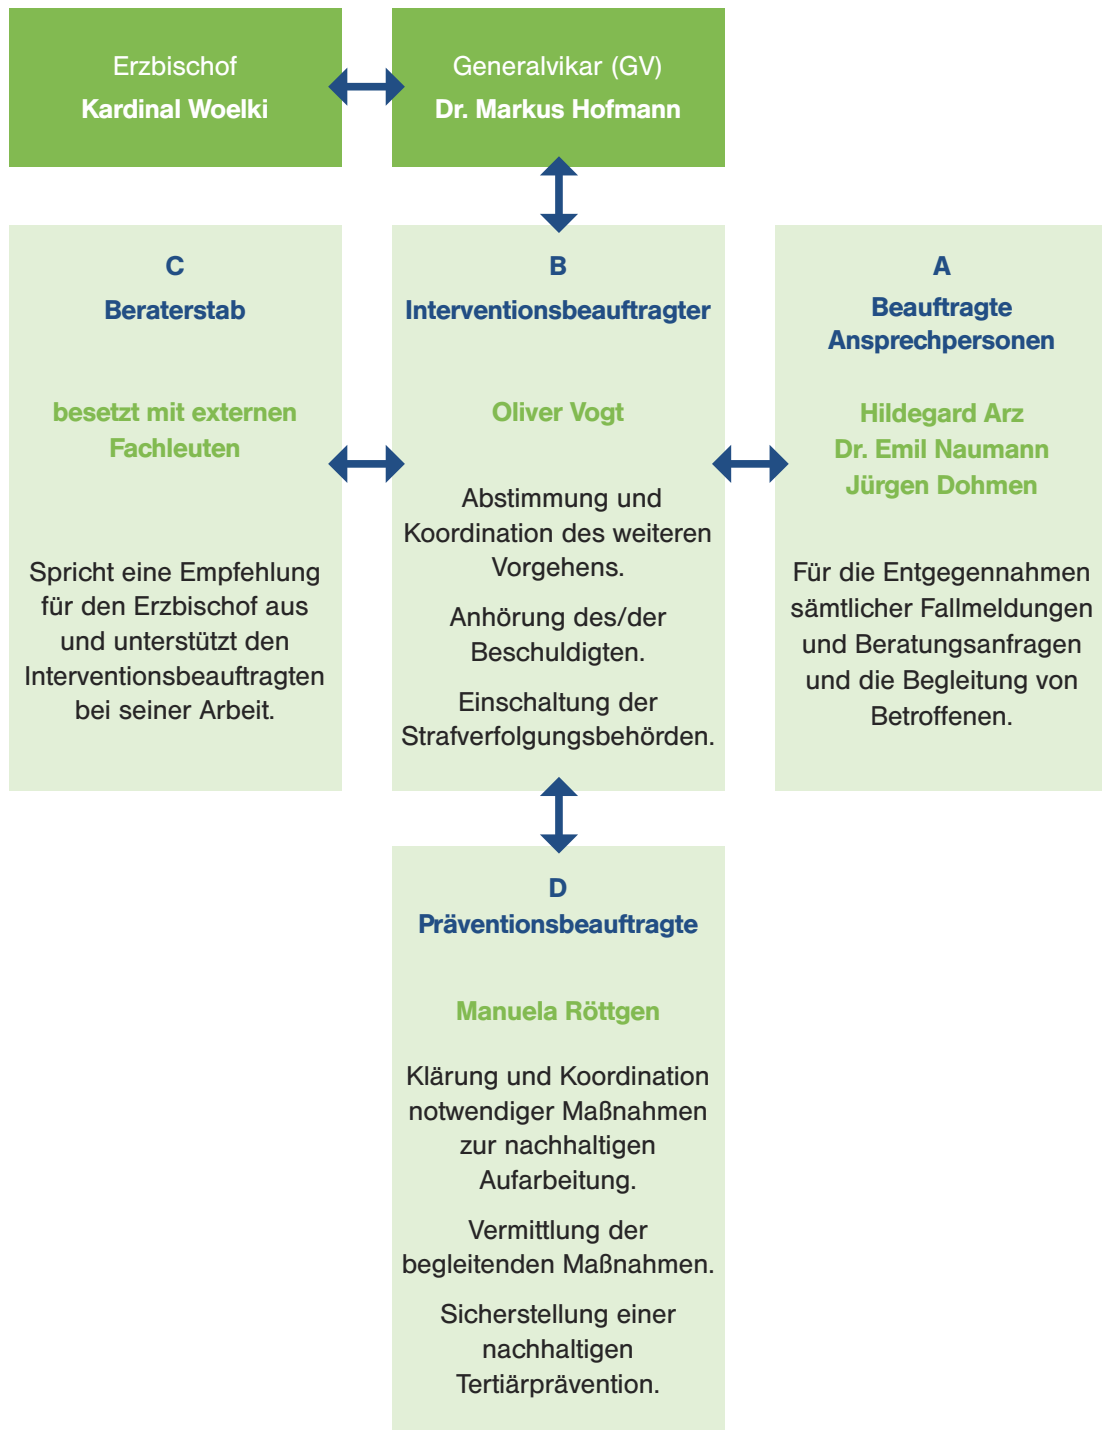 Erzbischof
Kardinal Woelki
Generalvikar (GV)
Dr. Markus Hofmann
C
Beraterstab
besetzt mit externen
Fachleuten
Spricht eine Empfehlung
für den Erzbischof aus
und unterstützt den
Interventionsbeauftragten
bei seiner Arbeit.
B
Interventionsbeauftragter
Oliver Vogt
Abstimmung und
Koordination des weiteren
Vorgehens.
Anhörung des/der
Beschuldigten.
Einschaltung der
Strafverfolgungsbehörden.
A
Beauftragte
Ansprechpersonen
Hildegard Arz
Dr. Emil Naumann
Jürgen Dohmen
Für die Entgegennahmen
sämtlicher Fallmeldungen
und Beratungsanfragen
und die Begleitung von
Betroffenen.
D
Präventionsbeauftragte
Manuela Röttgen
Klärung und Koordination
notwendiger Maßnahmen
zur nachhaltigen
Aufarbeitung.
Vermittlung der
begleitenden Maßnahmen.
Sicherstellung einer
nachhaltigen
Tertiärprävention.